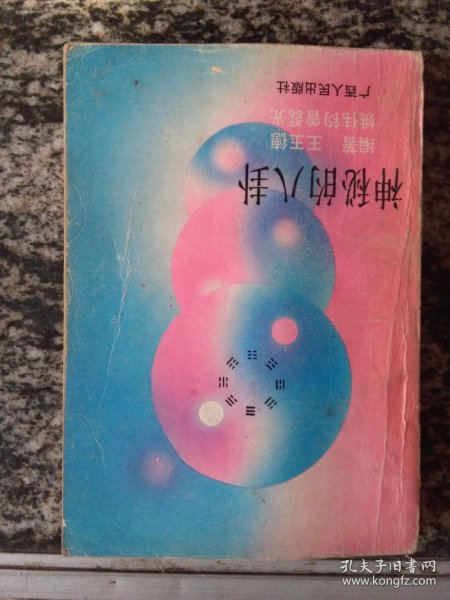 神秘的八卦
编著/王玉德
姚伟钧 曾磊光
广西人民出版社
孔夫子旧书网
www.kongfz.com